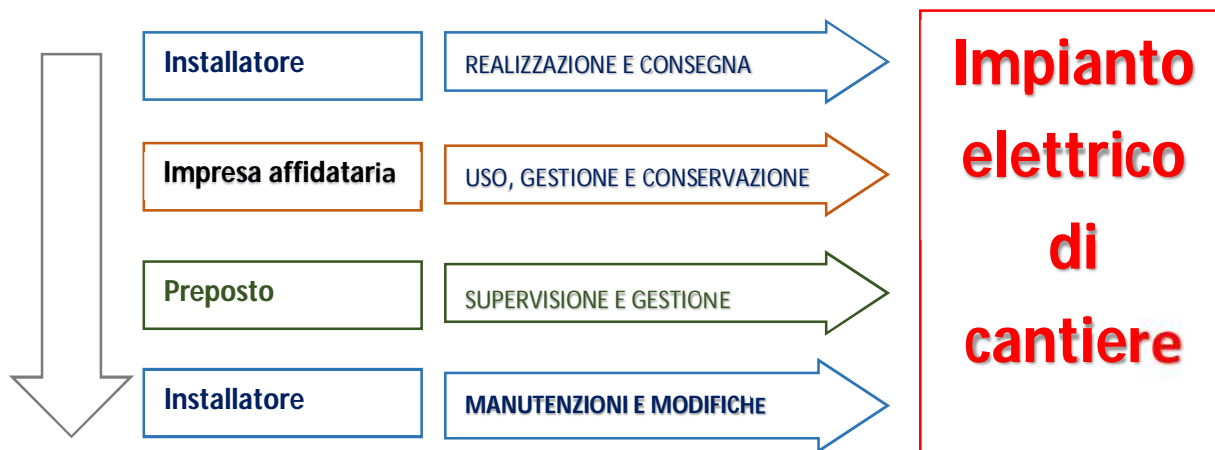 Installatore
REALIZZAZIONE E CONSEGNA
Impresa affidataria
USO, GESTIONE E CONSERVAZIONE
Preposto
SUPERVISIONE E GESTIONE
Installatore
MANUTENZIONI E MODIFICHE
Impianto
elettrico
di
cantiere